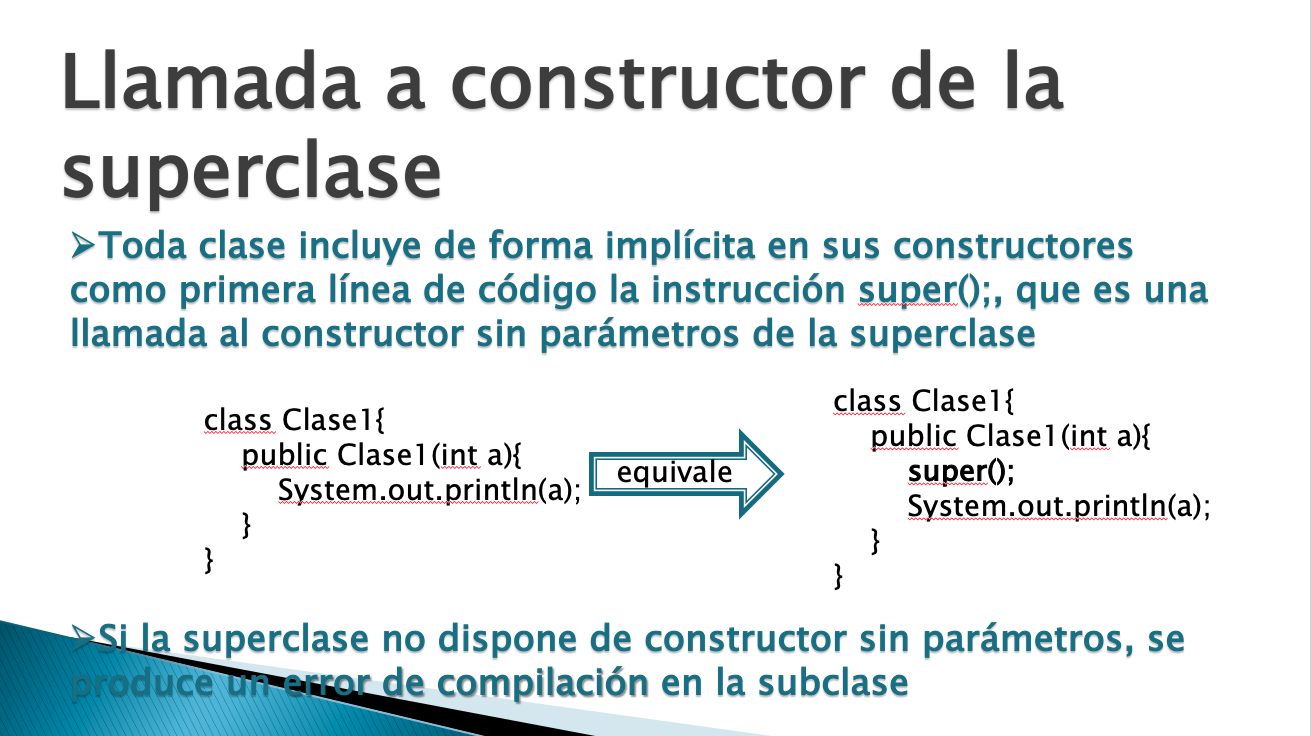 Llamada a constructor de la
superclase
➢Toda clase incluye de forma implícita en sus constructores
como primera línea de código la instrucción super();, que es una
llamada al constructor sin parámetros de la superclase
class Clase1{
public Clase1(int a){
System.out.println(a);
}
}
equivale
class Clase1{
public Clase1(int a){
super();
System.out.println(a);
}
}
➢Si la superclase no dispone de constructor sin parámetros, se
produce un error de compilación en la subclase